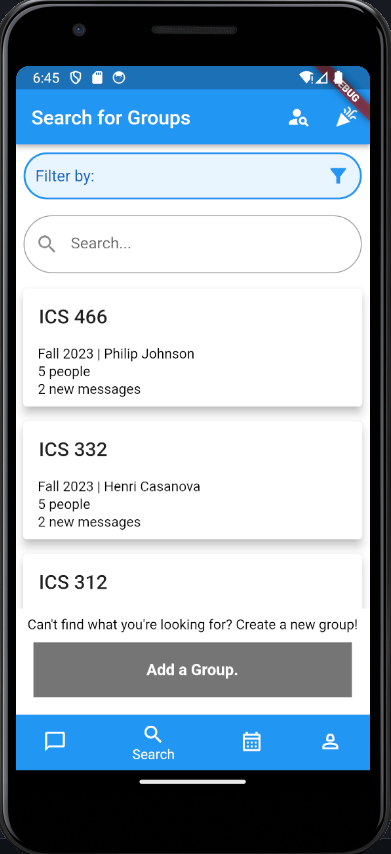 6:45
DEBUG
Search for Groups
Filter by:
Search...
ICS 466
Fall 2023 | Philip Johnson
5 people
2 new messages
ICS 332
Fall 2023 | Henri Casanova
5 people
2 new messages
ICS 312
Can't find what you're looking for? Create a new group!
Add a Group.
Search